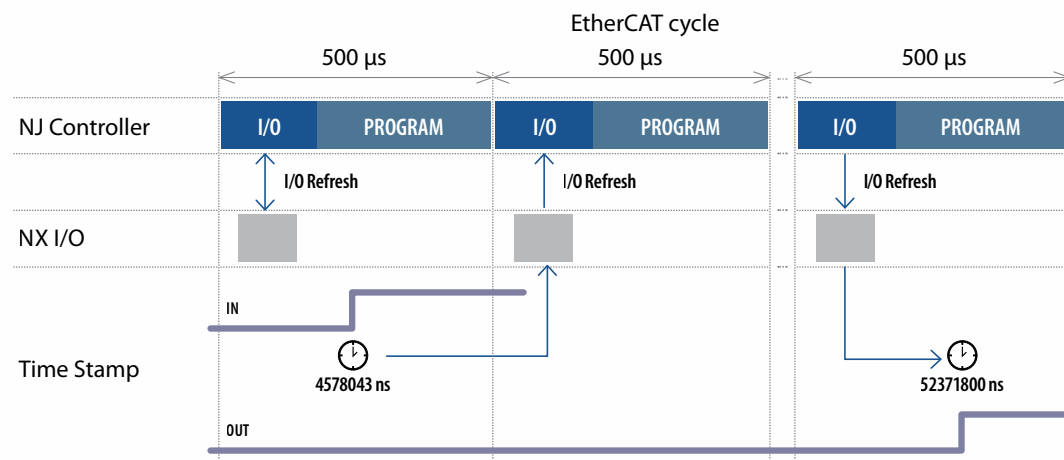 EtherCAT cycle
500 µs 500 µs 500 µs
NJ Controller I/O PROGRAM I/O PROGRAM I/O PROGRAM
I/O Refresh I/O Refresh I/O Refresh
NX I/O
IN
Time Stamp
4578043 ns 52371800 ns
OUT